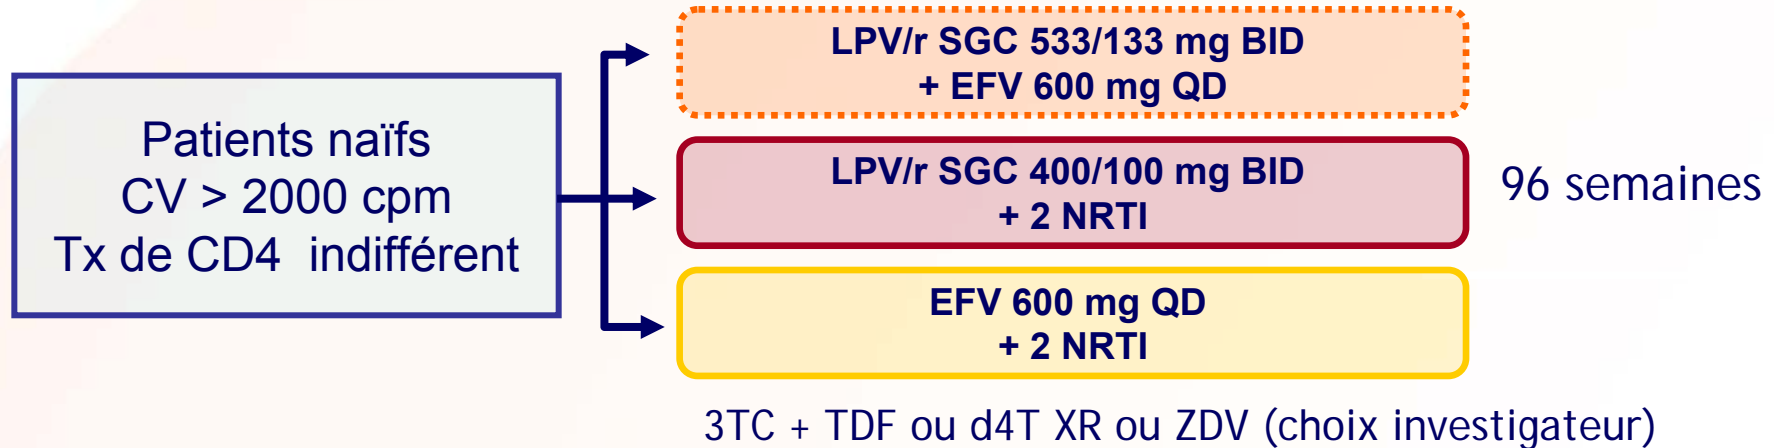 Patients naïfs
CV > 2000 cpm
Tx de CD4 indifférent
LPV/r SGC 533/133 mg BID
+ EFV 600 mg QD
LPV/r SGC 400/100 mg BID
+ 2 NRTI
EFV 600 mg QD
+ 2 NRTI
96 semaines
3TC + TDF ou d4T XR ou ZDV (choix investigateur)